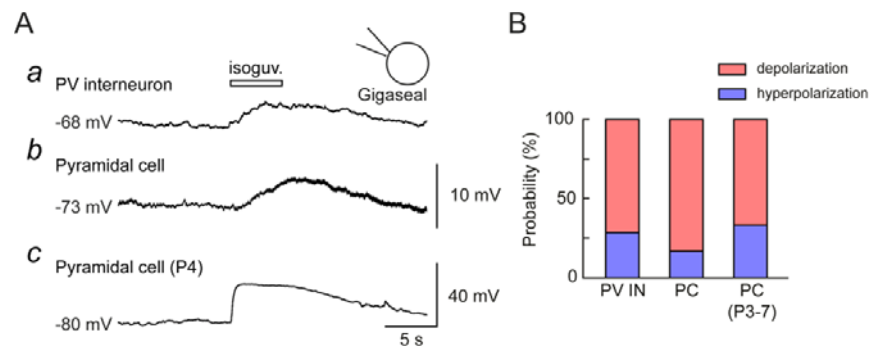 A
a
PV interneuron
isoguv.
Gigaseal
-68 mV
b
Pyramidal cell
-73 mV
10 mV
c
Pyramidal cell (P4)
-80 mV
40 mV
5 s
B
depolarization
hyperpolarization
Probability (%)
100
50
0
PV IN
PC
PC
(P3-7)